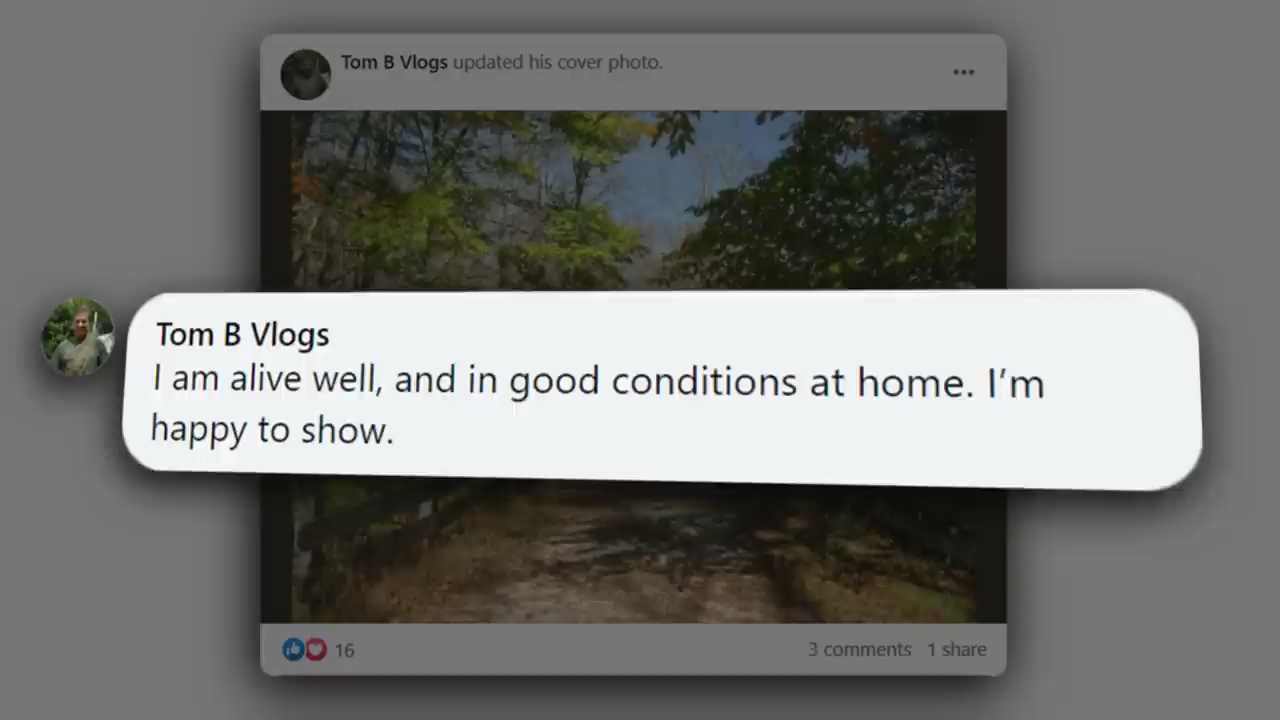 Tom B Vlogs updated his cover photo.
Tom B Vlogs
I am alive well, and in good conditions at home. I’m
happy to show.
16
3 comments 1 share